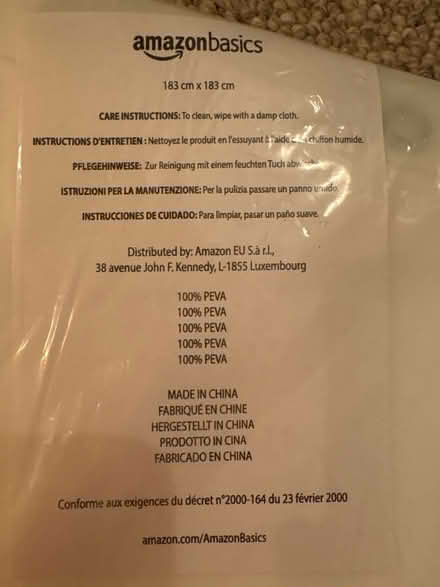 amazonbasics
183 cm x 183 cm
CARE INSTRUCTIONS: To clean, wipe with a damp cloth.
INSTRUCTIONS D'ENTRETIEN : Nettoyez le produit en l'essuyant à l'aide chiffon humide.
PFLEGEHINWEISE: Zur Reinigung mit einem feuchten Tuch
ISTRUZIONI PER LA MANUTENZIONE: Per la pulizia passare un panno umido.
INSTRUCCIONES DE CUIDADO: Para limpiar, pasar un paño suave.
Distributed by: Amazon EU S.à r.l.,
38 avenue John F. Kennedy, L-1855 Luxembourg
100% PEVA
100% PEVA
100% PEVA
100% PEVA
100% PEVA
MADE IN CHINA
FABRIQUÉ EN CHINE
HERGESTELLT IN CHINA
PRODOTTO IN CINA
FABRICADO EN CHINA
Conforme aux exigences du décret n°2000-164 du 23 février 2000
amazon.com/AmazonBasics